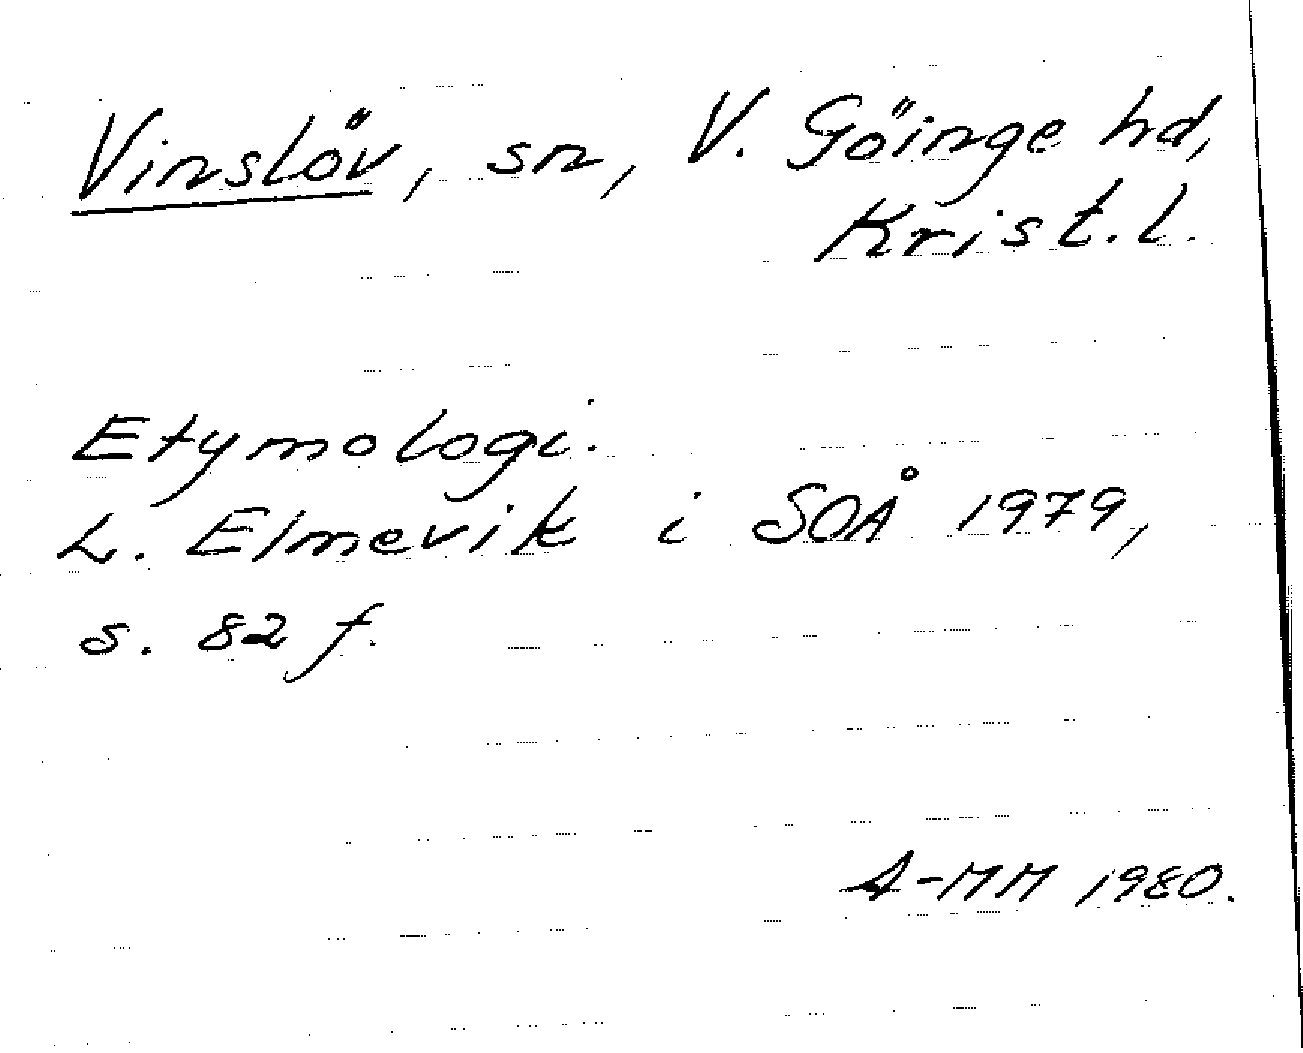 Vinslöv, sn, V. Göinge hd,
Krist. l.
Etymologi.
L. Elmevik i SOÅ 1979,
s. 82 f.
A-MM 1980.